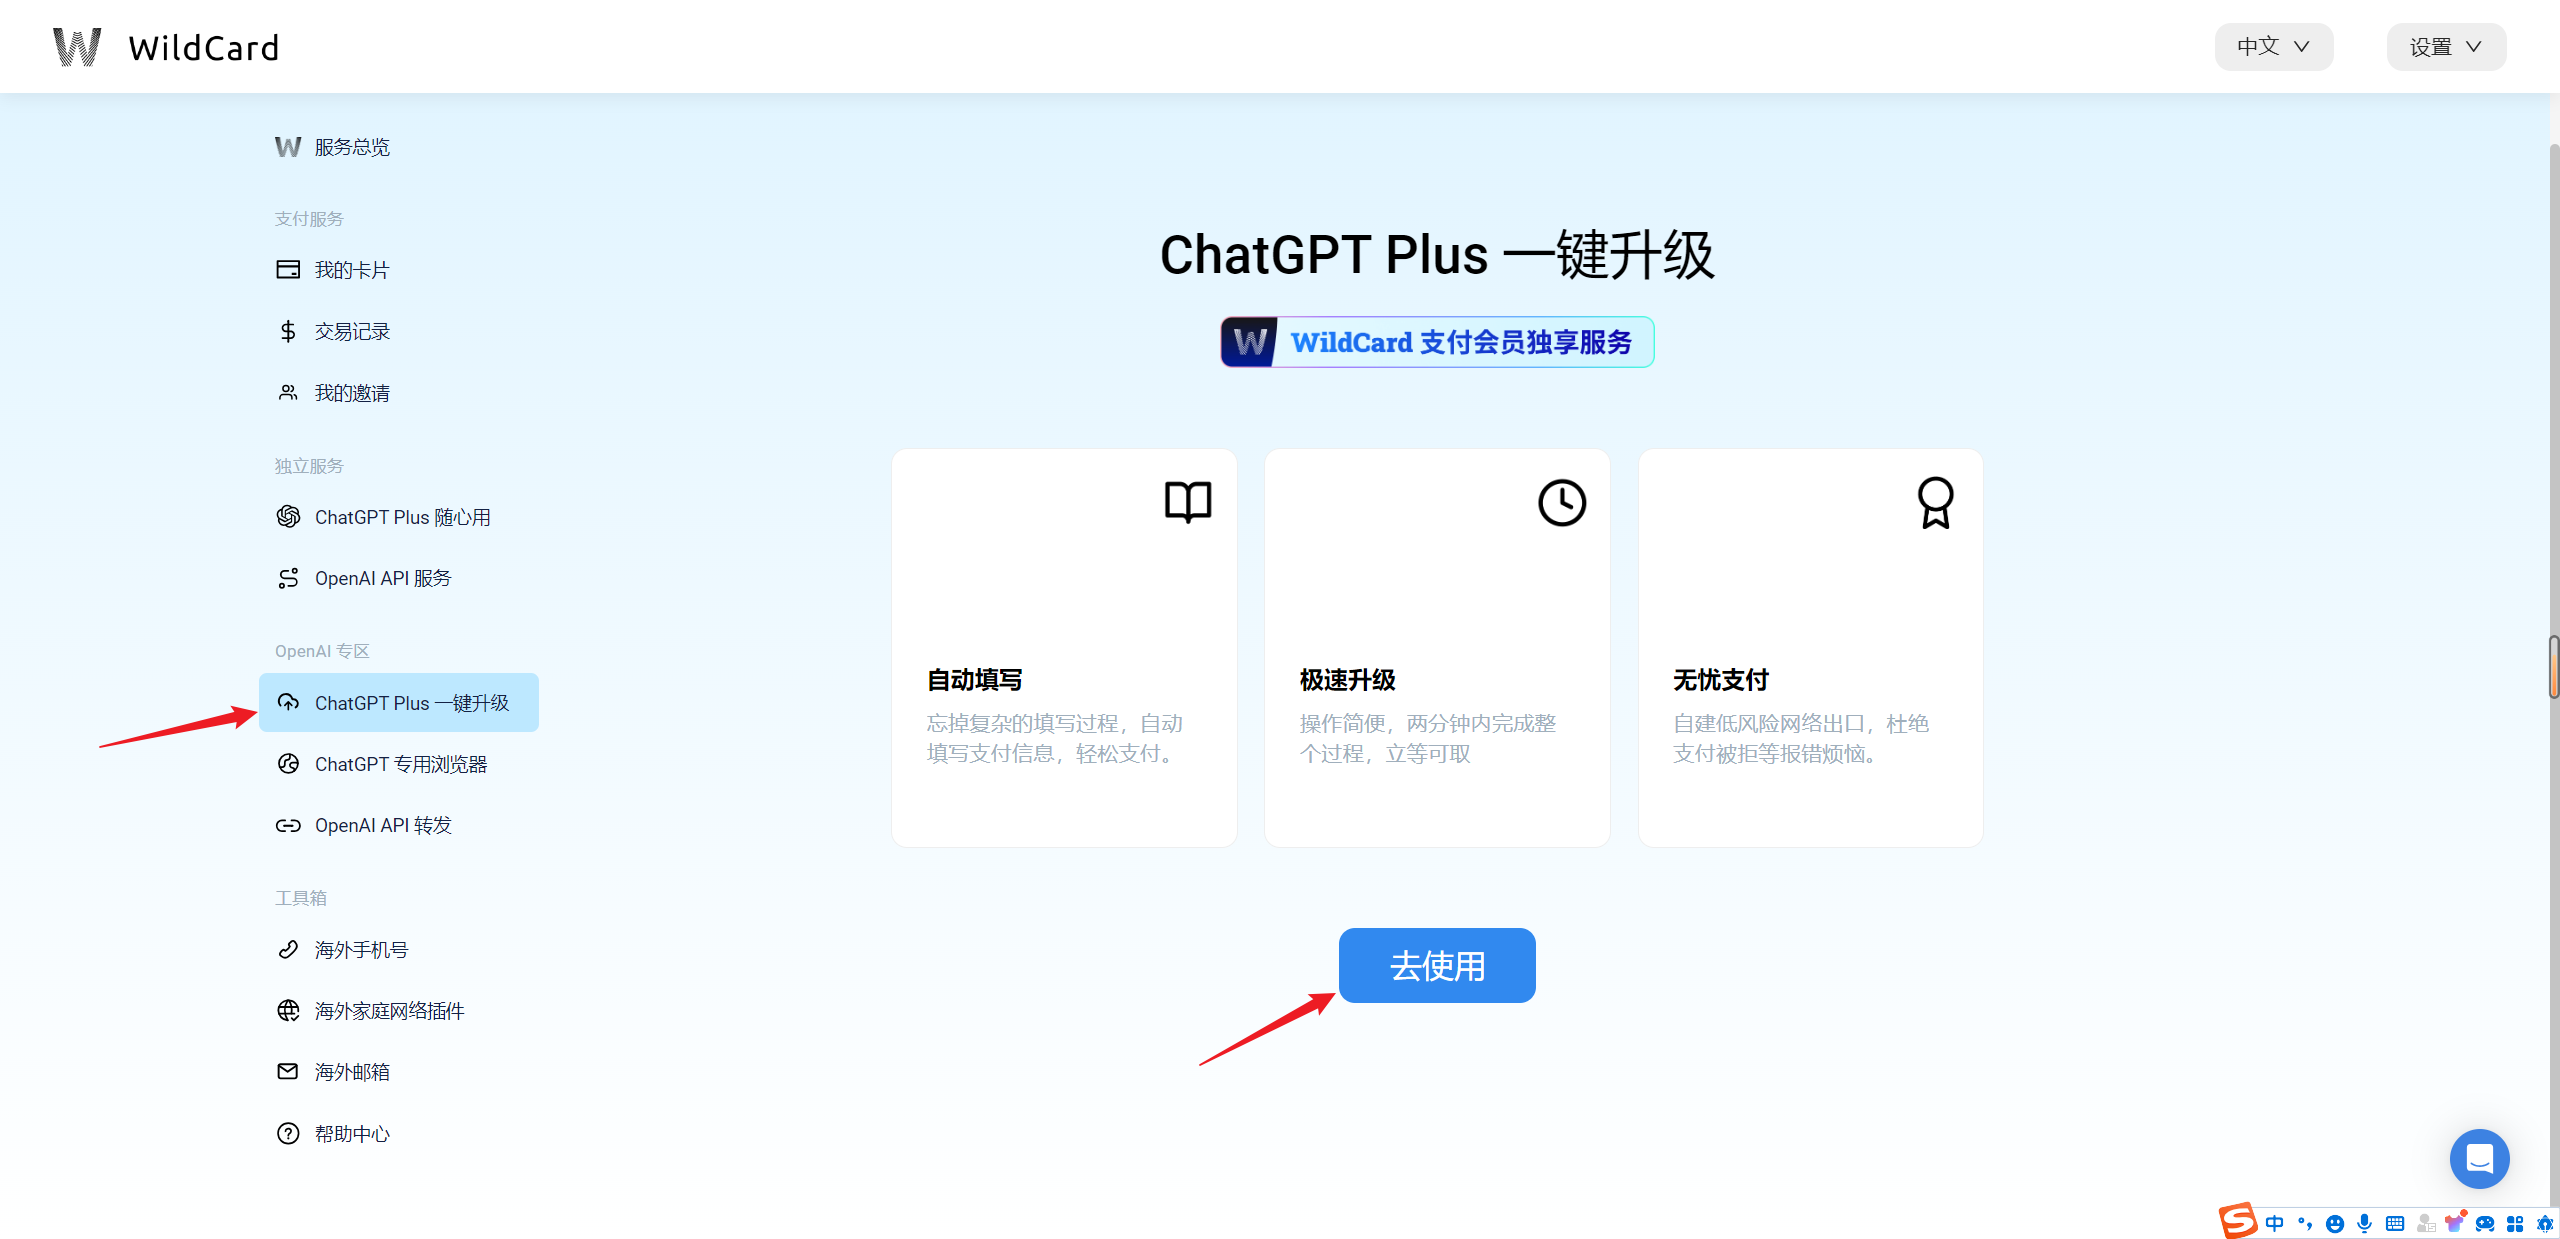 WildCard
中文
设置
服务总览
支付服务
我的卡片
交易记录
我的邀请
独立服务
ChatGPT Plus 随心用
OpenAI API 服务
OpenAI 专区
ChatGPT Plus 一键升级
ChatGPT 专用浏览器
OpenAI API 转发
工具箱
海外手机号
海外家庭网络插件
海外邮箱
帮助中心
ChatGPT Plus 一键升级
WildCard 支付会员独享服务
自动填写
忘掉复杂的填写过程，自动
填写支付信息，轻松支付。
极速升级
操作简便，两分钟内完成整
个过程，立等可取
无忧支付
自建低风险网络出口，杜绝
支付被拒等报错烦恼。
去使用
中